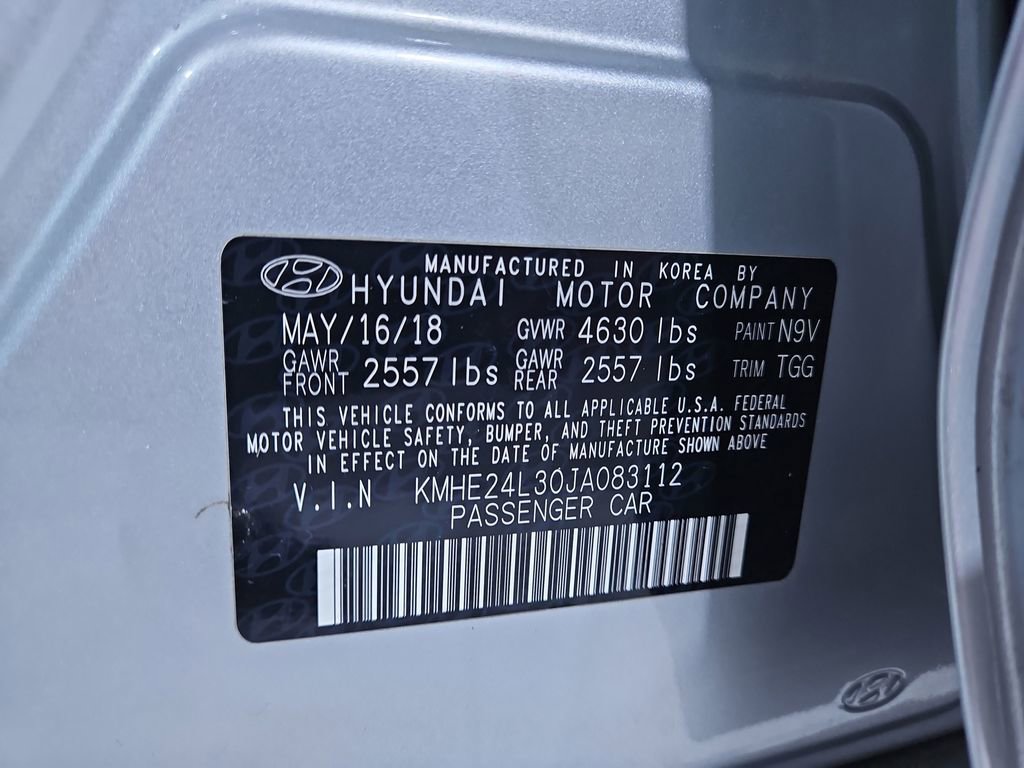 MANUFACTURED IN KOREA BY
HYUNDAI MOTOR COMPANY
MAY/16/18 GVWR 4630 lbs PAINT N9V
GAWR FRONT 2557 lbs GAWR REAR 2557 lbs TRIM TGG
THIS VEHICLE CONFORMS TO ALL APPLICABLE U.S.A. FEDERAL
MOTOR VEHICLE SAFETY, BUMPER, AND THEFT PREVENTION STANDARDS
IN EFFECT ON THE DATE OF MANUFACTURE SHOWN ABOVE
V.I.N KMHE24L30JA083112
PASSENGER CAR